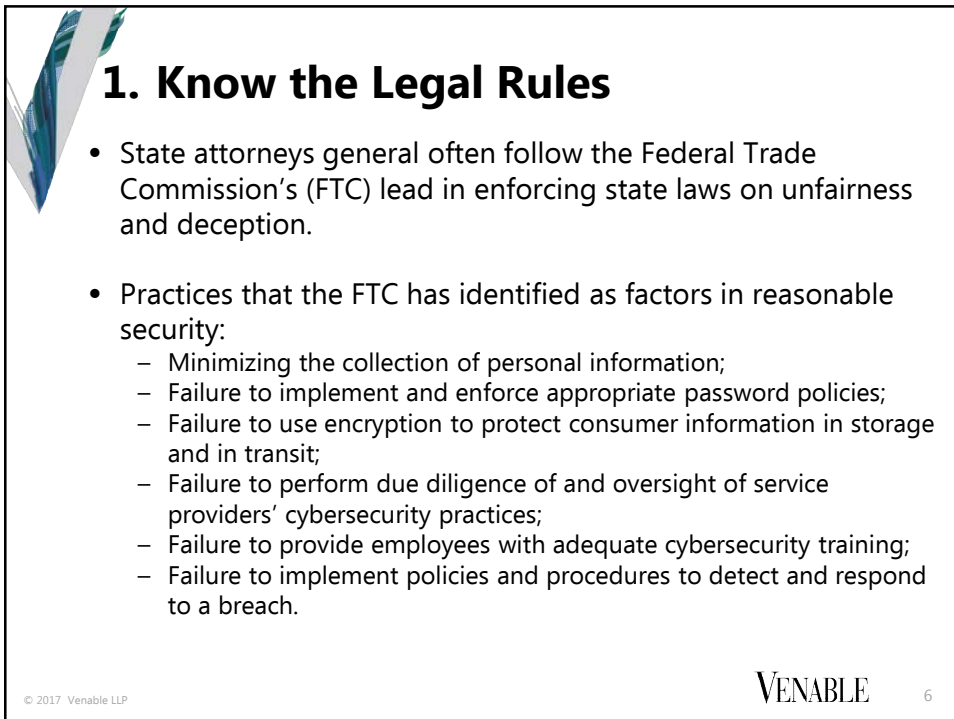 1. Know the Legal Rules
• State attorneys general often follow the Federal Trade
Commission’s (FTC) lead in enforcing state laws on unfairness
and deception.
• Practices that the FTC has identified as factors in reasonable
security:
– Minimizing the collection of personal information;
– Failure to implement and enforce appropriate password policies;
– Failure to use encryption to protect consumer information in storage
and in transit;
– Failure to perform due diligence of and oversight of service
providers’ cybersecurity practices;
– Failure to provide employees with adequate cybersecurity training;
– Failure to implement policies and procedures to detect and respond
to a breach.
© 2017 Venable LLP
VENABLE
6